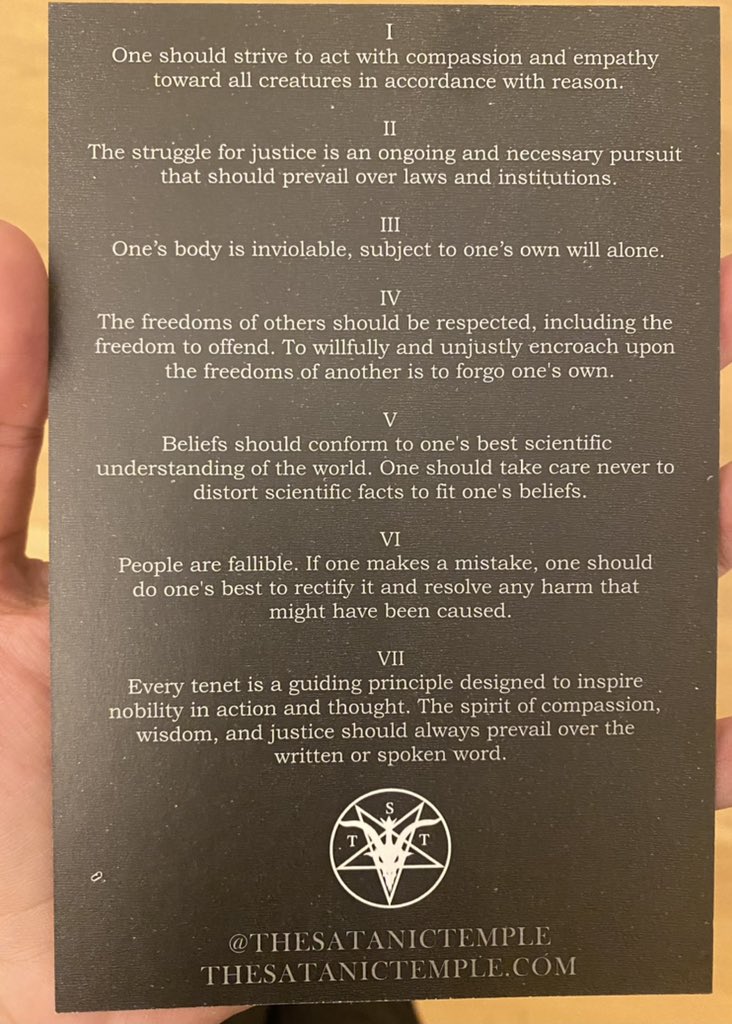 I
One should strive to act with compassion and empathy
toward all creatures in accordance with reason.
II
The struggle for justice is an ongoing and necessary pursuit
that should prevail over laws and institutions.
III
One’s body is inviolable, subject to one’s own will alone.
IV
The freedoms of others should be respected, including the
freedom to offend. To willfully and unjustly encroach upon
the freedoms of another is to forgo one's own.
V
Beliefs should conform to one's best scientific
understanding of the world. One should take care never to
distort scientific facts to fit one's beliefs.
VI
People are fallible. If one makes a mistake, one should
do one's best to rectify it and resolve any harm that
might have been caused.
VII
Every tenet is a guiding principle designed to inspire
nobility in action and thought. The spirit of compassion,
wisdom, and justice should always prevail over the
written or spoken word.
S
T T
@THESATANICTEMPLE
THESATANICTEMPLE.COM